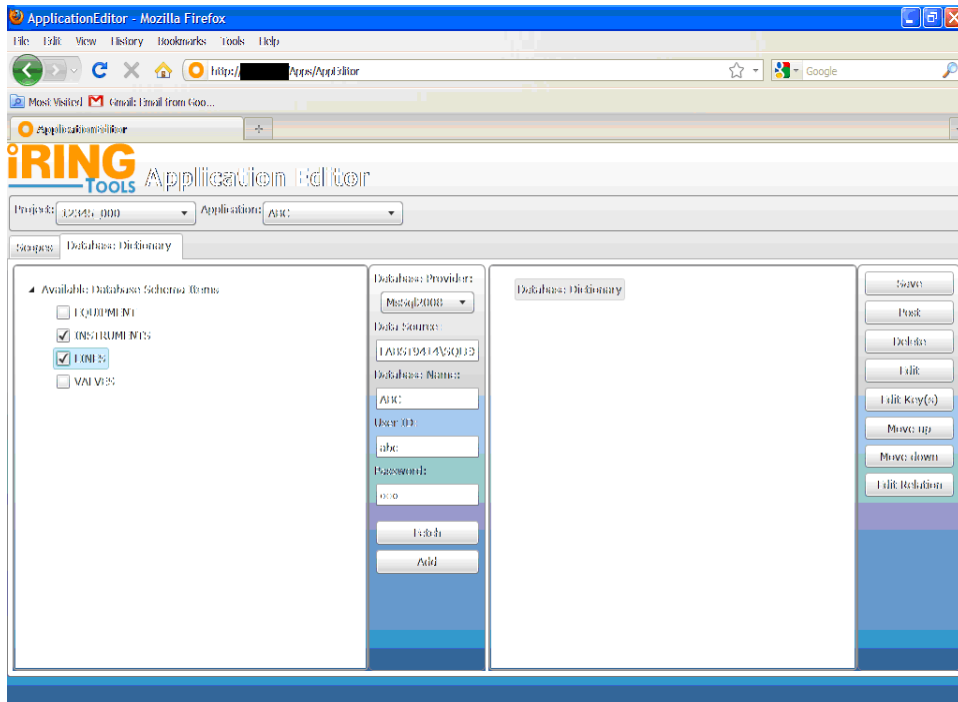 ApplicationEditor - Mozilla Firefox
File Edit View History Bookmarks Tools Help
http:// /Apps/AppEditor
Google
Most Visited Gmail: Email from Goo...
ApplicationEditor
iRING
TOOLS Application Editor
Project: 12345_000 Application: ABC
Scopes Database Dictionary
Available Database Schema Items
EQUIPMENT
INSTRUMENTS
LINES
VALVES
Database Provider:
MsSql2008
Data Source:
Database Name:
ABC
User ID:
abc
Password:
Fetch
Add
Database Dictionary
Save
Post
Delete
Edit
Edit Key(s)
Move up
Move down
Edit Relation